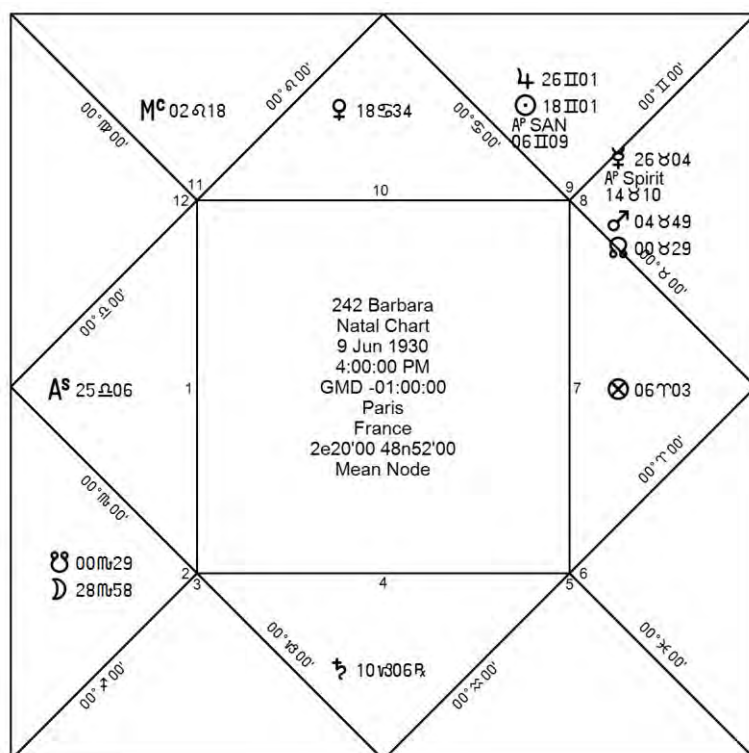 ♃ 26♊01
☉ 18♊01
Aᴾ SAN
06♊09
Mᶜ 02♌18
♀ 18♋34
☿ 26♉04
Aᴾ Spirit
14♉10
♂ 04♉49
☊ 00♉29
00°♍00'
00°♌00'
00°♋00'
00°♊00'
11
12
10
9
8
00°♎00'
00°♉00'
242 Barbara
Natal Chart
9 Jun 1930
4:00:00 PM
GMD -01:00:00
Paris
France
2e20'00 48n52'00
Mean Node
Aˢ 25♎06
1
7
⊗ 06♈03
00°♏00'
00°♈00'
☋ 00♏29
☽ 28♏58
2
3
4
5
6
00°♐00'
00°♑00'
♄ 10♑06℞
00°♒00'
00°♓00'